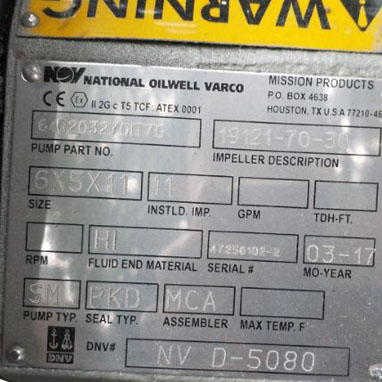 WARNING
NOV NATIONAL OILWELL VARCO
MISSION PRODUCTS
P.O. BOX 4638
HOUSTON, TX U.S.A 77210-46
CE Ex II 2G c T5 TCF: ATEX 0001
19121-70-30
PUMP PART NO.
IMPELLER DESCRIPTION
6X5X11 11
SIZE INSTLD. IMP. GPM TDH-FT.
HI 03-17
RPM FLUID END MATERIAL SERIAL # MO-YEAR
SM PKD MCA
PUMP TYP. SEAL TYP. ASSEMBLER MAX TEMP. F
DNV DNV# NV D-5080